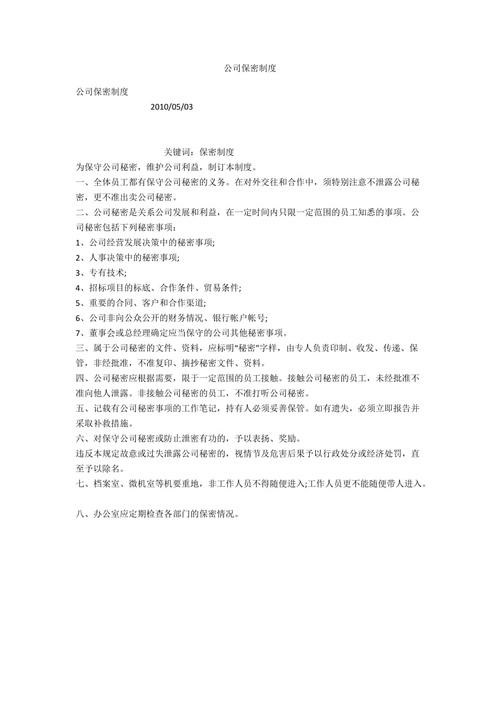 公司保密制度
公司保密制度
2010/05/03
关键词：保密制度
为保守公司秘密，维护公司利益，制订本制度。
一、全体员工都有保守公司秘密的义务。在对外交往和合作中，须特别注意不泄露公司秘
密，更不准出卖公司秘密。
二、公司秘密是关系公司发展和利益，在一定时间内只限一定范围的员工知悉的事项。公
司秘密包括下列秘密事项:
1、公司经营发展决策中的秘密事项;
2、人事决策中的秘密事项;
3、专有技术;
4、招标项目的标底、合作条件、贸易条件;
5、重要的合同、客户和合作渠道;
6、公司非向公众公开的财务情况、银行帐户帐号;
7、董事会或总经理确定应当保守的公司其他秘密事项。
三、属于公司秘密的文件、资料，应标明"秘密"字样，由专人负责印制、收发、传递、保
管，非经批准，不准复印、摘抄秘密文件、资料。
四、公司秘密应根据需要，限于一定范围的员工接触。接触公司秘密的员工，未经批准不
准向他人泄露。非接触公司秘密的员工，不准打听公司秘密。
五、记载有公司秘密事项的工作笔记，持有人必须妥善保管。如有遗失，必须立即报告并
采取补救措施。
六、对保守公司秘密或防止泄密有功的，予以表扬、奖励。
违反本规定故意或过失泄露公司秘密的，视情节及危害后果予以行政处分或经济处罚，直
至予以除名。
七、档案室、微机室等机要重地，非工作人员不得随便进入;工作人员更不能随便带人进入。
八、办公室应定期检查各部门的保密情况。